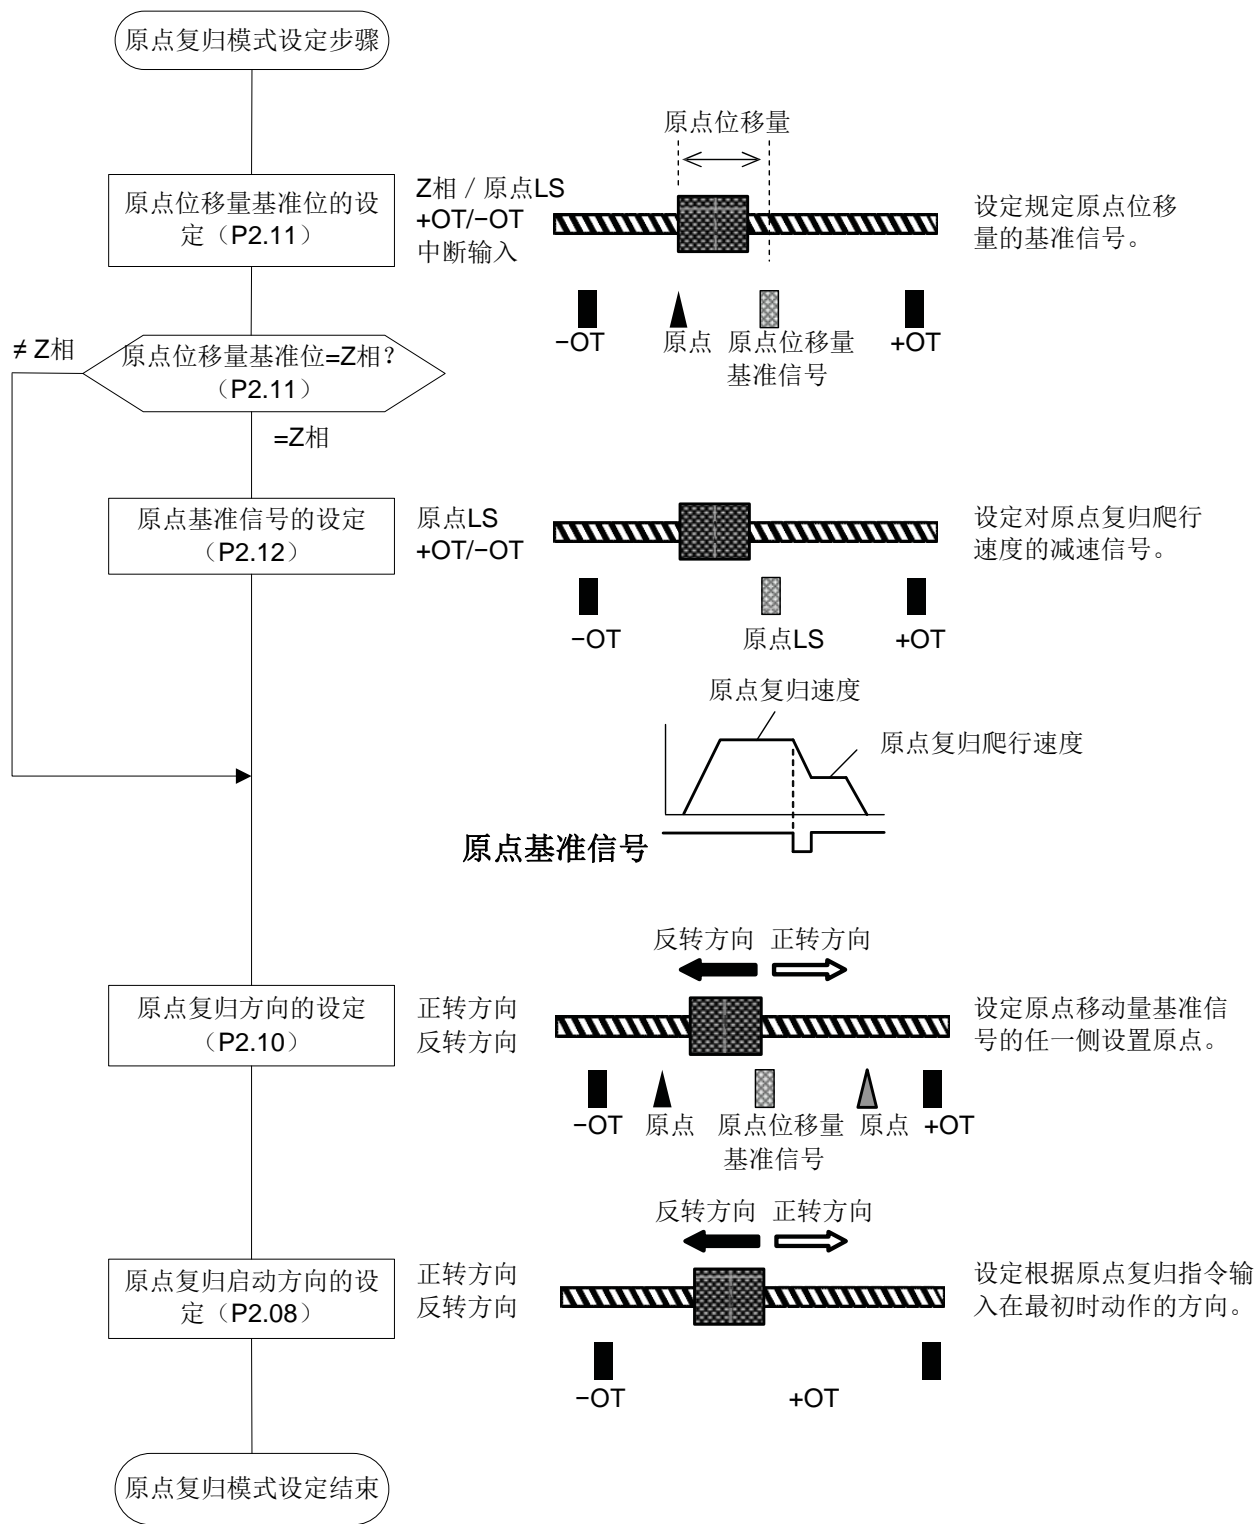 原点复归模式设定步骤
原点位移量
原点位移量基准位的设
定（P2.11）
Z相 / 原点LS
+OT/−OT
中断输入
设定规定原点位移
量的基准信号。
−OT
原点
原点位移量
基准信号
+OT
≠ Z相
原点位移量基准位=Z相?
（P2.11）
=Z相
原点基准信号的设定
（P2.12）
原点LS
+OT/−OT
设定对原点复归爬行
速度的减速信号。
−OT
原点LS
+OT
原点复归速度
原点复归爬行速度
原点基准信号
反转方向
正转方向
原点复归方向的设定
（P2.10）
正转方向
反转方向
设定原点移动量基准信
号的任一侧设置原点。
−OT
原点
原点位移量
基准信号
原点
+OT
反转方向
正转方向
原点复归启动方向的设
定（P2.08）
正转方向
反转方向
设定根据原点复归指令输
入在最初时动作的方向。
−OT
+OT
原点复归模式设定结束